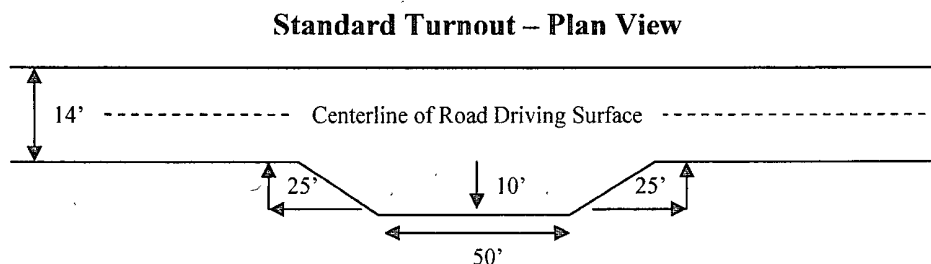 Standard Turnout – Plan View
14’
Centerline of Road Driving Surface
25’
10’
25’
50’